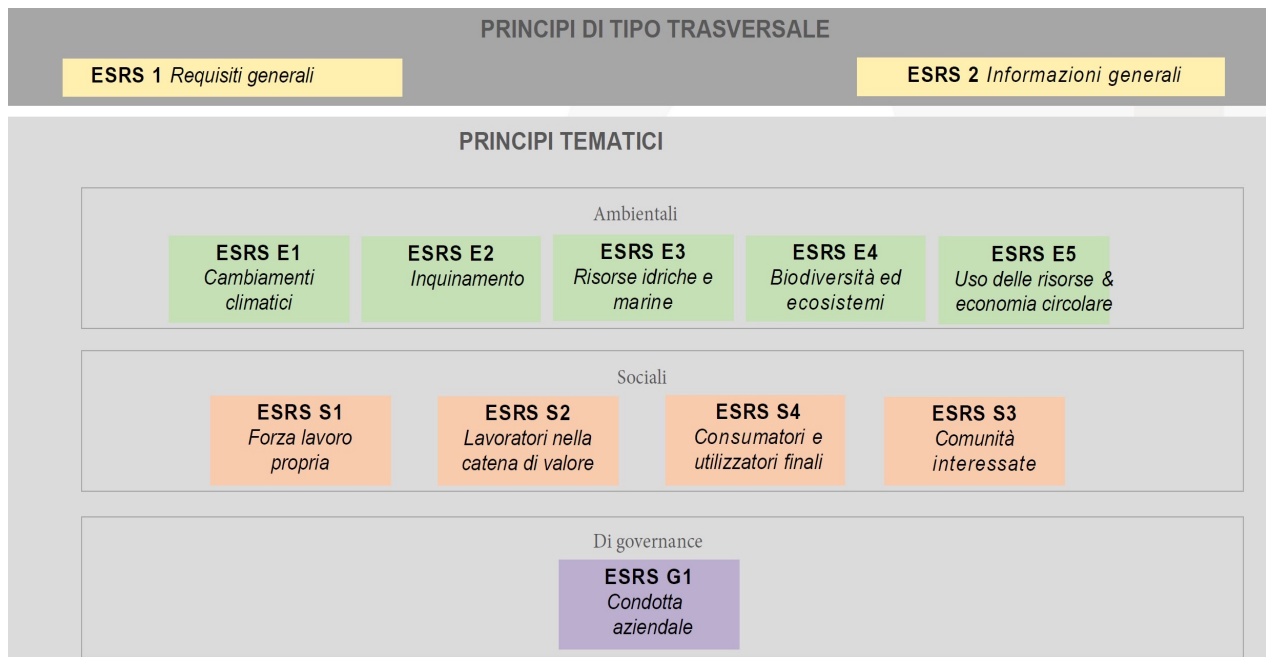 PRINCIPI DI TIPO TRASVERSALE
ESRS 1 Requisiti generali
ESRS 2 Informazioni generali
PRINCIPI TEMATICI
Ambientali
ESRS E1
Cambiamenti
climatici
ESRS E2
Inquinamento
ESRS E3
Risorse idriche e
marine
ESRS E4
Biodiversità ed
ecosistemi
ESRS E5
Uso delle risorse &
economia circolare
Sociali
ESRS S1
Forza lavoro
propria
ESRS S2
Lavoratori nella
catena di valore
ESRS S4
Consumatori e
utilizzatori finali
ESRS S3
Comunità
interessate
Di governance
ESRS G1
Condotta
aziendale